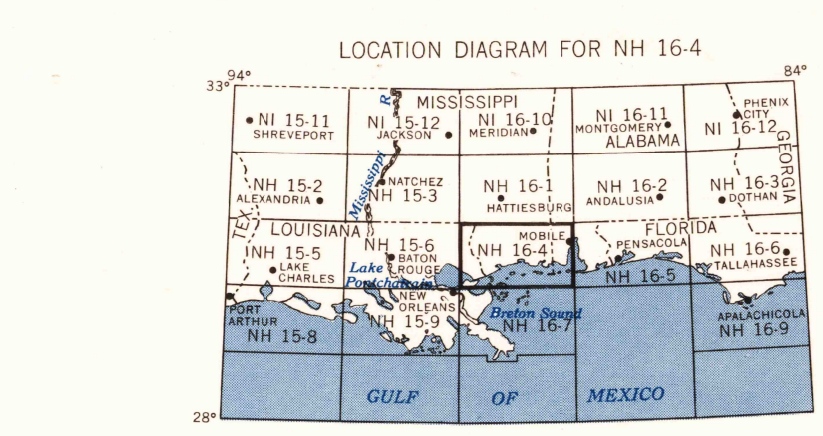 LOCATION DIAGRAM FOR NH 16-4
94°
84°
33°
R
MISSISSIPPI
NI 15-11
SHREVEPORT
NI 15-12
JACKSON
NI 16-10
MERIDIAN
NI 16-11
MONTGOMERY
ALABAMA
PHENIX
CITY
NI 16-12
GEORGIA
Mississippi
NH 15-2
ALEXANDRIA
NATCHEZ
NH 15-3
NH 16-1
HATTIESBURG
NH 16-2
ANDALUSIA
NH 16-3
DOTHAN
TEX
LOUISIANA
NH 15-5
LAKE
CHARLES
NH 15-6
BATON
ROUGE
Lake
Pontchartrain
MOBILE
NH 16-4
FLORIDA
PENSACOLA
NH 16-5
NH 16-6
TALLAHASSEE
PORT
ARTHUR
NH 15-8
NEW
ORLEANS
NH 15-9
Breton Sound
NH 16-7
APALACHICOLA
NH 16-9
GULF OF MEXICO
28°